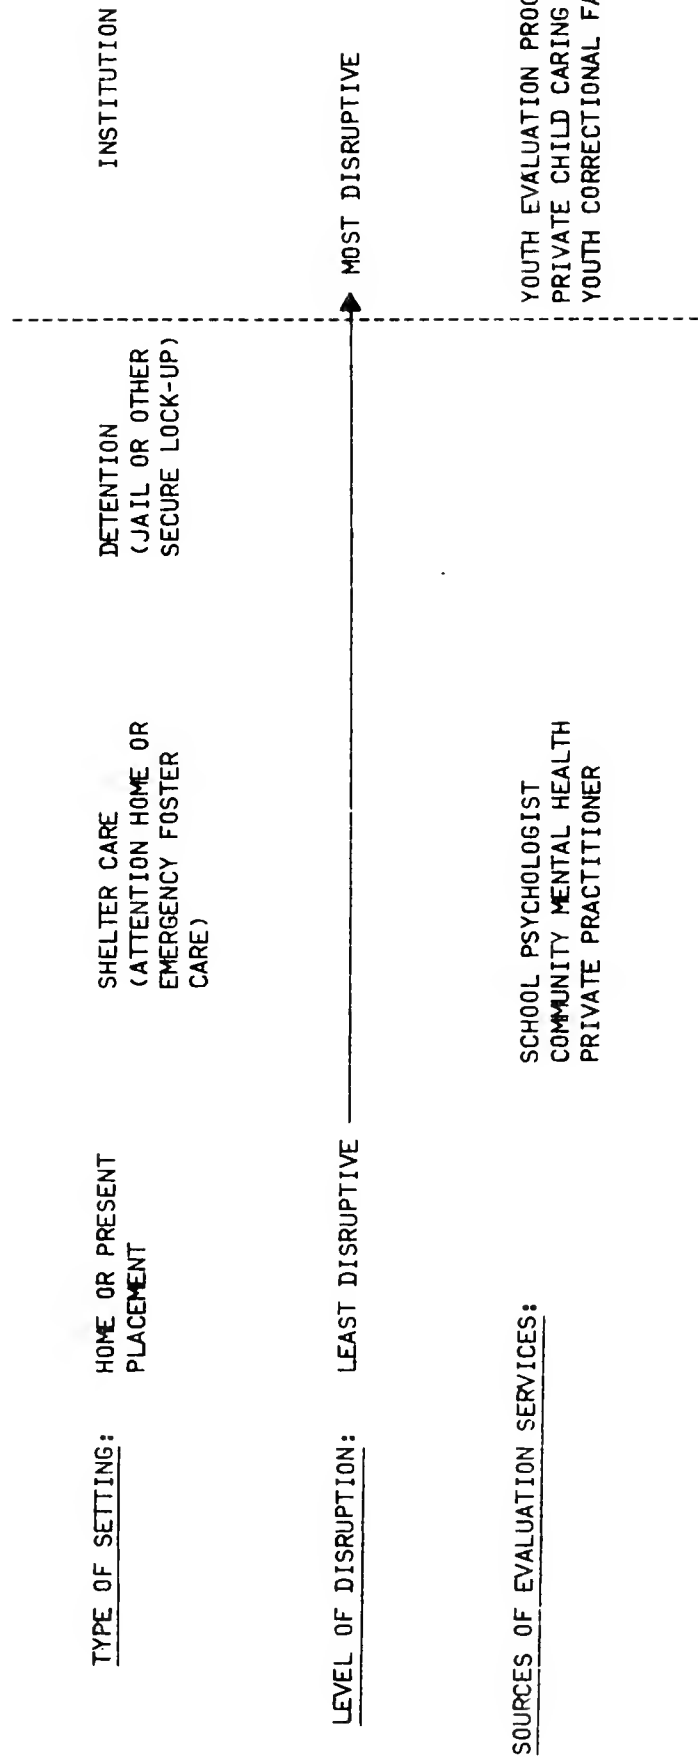 TYPE OF SETTING:
HOME OR PRESENT
PLACEMENT
SHELTER CARE
(ATTENTION HOME OR
EMERGENCY FOSTER
CARE)
DETENTION
(JAIL OR OTHER
SECURE LOCK-UP)
INSTITUTION
LEVEL OF DISRUPTION:
LEAST DISRUPTIVE
MOST DISRUPTIVE
SOURCES OF EVALUATION SERVICES:
SCHOOL PSYCHOLOGIST
COMMUNITY MENTAL HEALTH
PRIVATE PRACTITIONER
YOUTH EVALUATION
PRIVATE CHILD CARING
YOUTH CORRECTIONAL